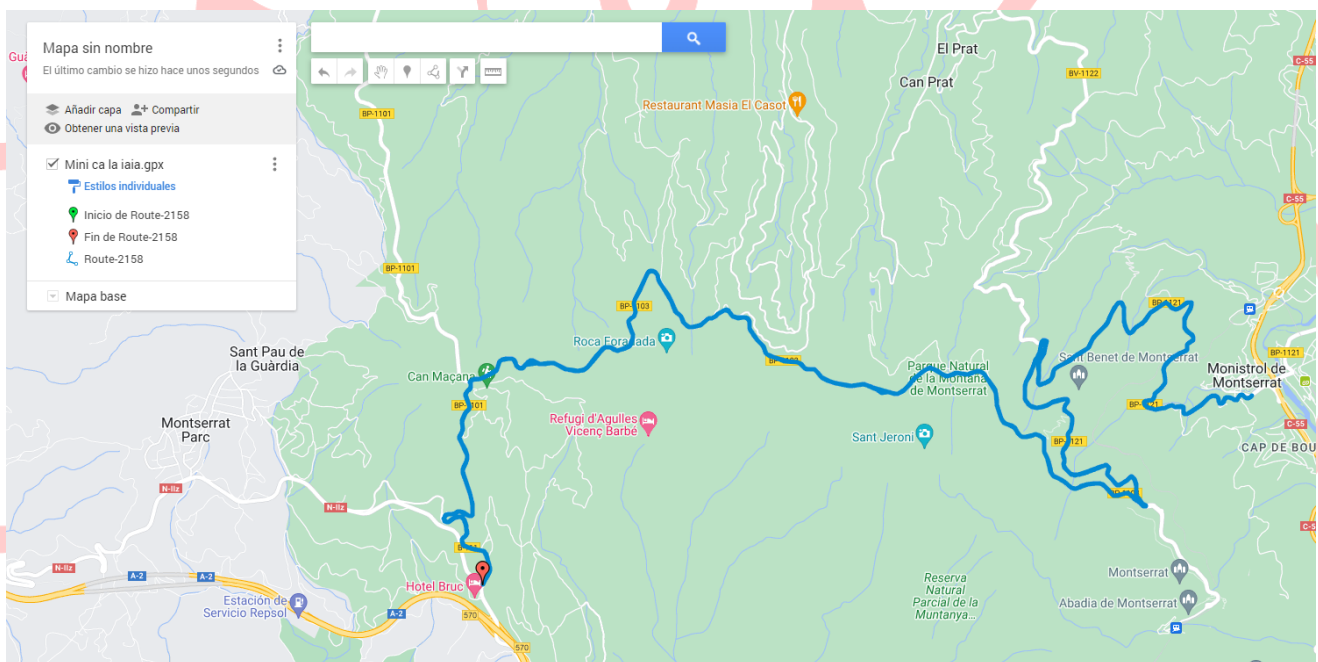 Mapa sin nombre
El último cambio se hizo hace unos segundos
Añadir capa
Compartir
Obtener una vista previa
Mini ca la iaia.gpx
Estilos individuales
Inicio de Route-2158
Fin de Route-2158
Route-2158
Mapa base
El Prat
Can Prat
BV-1122
C-55
BP-1101
Restaurant Masia El Casot
C-55
BP-1101
BP-1103
BP-1121
Roca Foradada
Sant Pau de
la Guàrdia
Can Maçana
Parque Natural
de la Montaña
de Montserrat
Sant Benet de Montserrat
BP-1121
Monistrol de
Montserrat
BP-1101
BP-1121
Montserrat
Parc
Refugi d'Agulles
Vicenç Barbé
Sant Jeroni
BP-1121
C-55
CAP DE BOU
N-IIz
N-IIz
C-5
Hotel Bruc
N-IIz
A-2
A-2
Estación de
Servicio Repsol
A-2
570
570
Reserva
Natural
Parcial de la
Muntanya...
Montserrat
Abadia de Montserrat